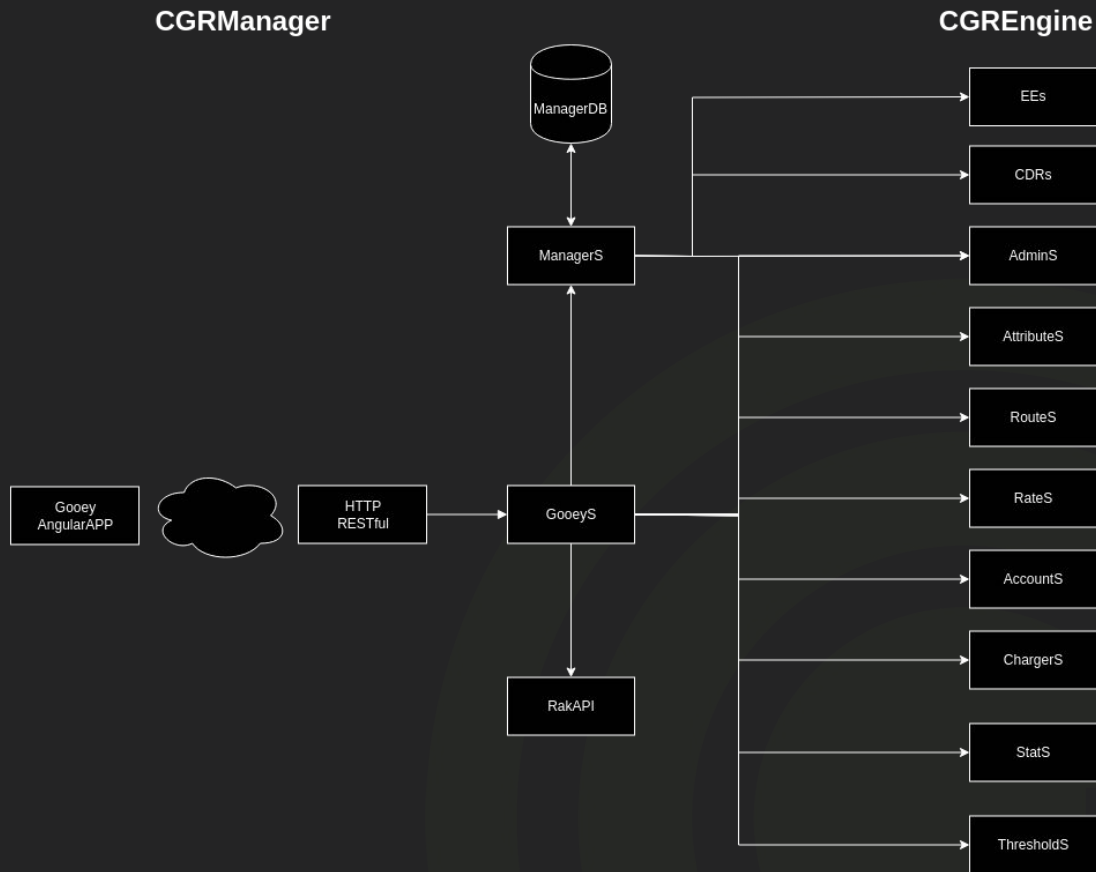 CGRManager
CGREngine
ManagerDB
EEs
CDRs
ManagerS
AdminS
AttributeS
RouteS
Gooey
AngularAPP
HTTP
RESTful
GooeyS
RateS
AccountS
ChargerS
RakAPI
StatS
ThresholdS